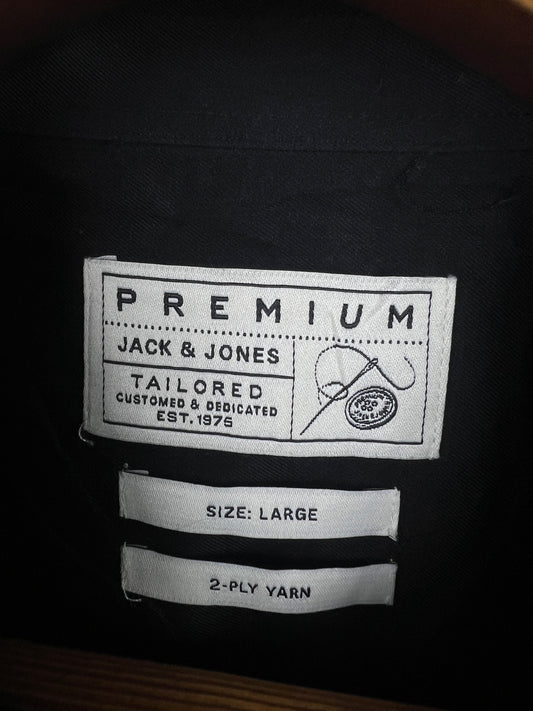 PREMIUM
JACK & JONES
TAILORED
CUSTOMED & DEDICATED
EST. 1975
SIZE: LARGE
2-PLY YARN